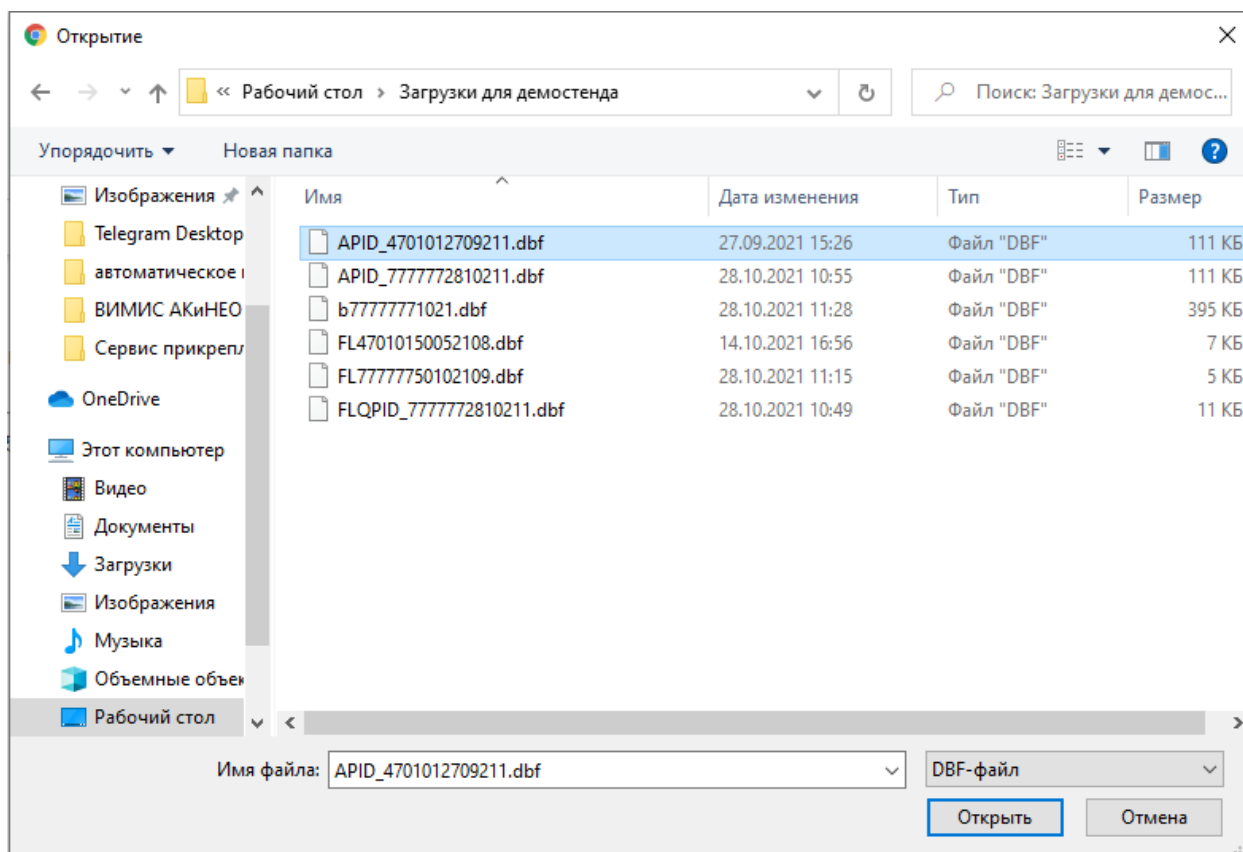 Открытие
« Рабочий стол › Загрузки для демостенда
Поиск: Загрузки для демос...
Упорядочить Новая папка
?
Изображения
Telegram Desktop
автоматическое
ВИМИС АКиНЕО
Сервис прикрепл
OneDrive
Этот компьютер
Видео
Документы
Загрузки
Изображения
Музыка
Объемные объек
Рабочий стол
Имя Дата изменения Тип Размер
APID_4701012709211.dbf 27.09.2021 15:26 Файл "DBF" 111 КБ
APID_7777772810211.dbf 28.10.2021 10:55 Файл "DBF" 111 КБ
b77777771021.dbf 28.10.2021 11:28 Файл "DBF" 395 КБ
FL47010150052108.dbf 14.10.2021 16:56 Файл "DBF" 7 КБ
FL77777750102109.dbf 28.10.2021 11:15 Файл "DBF" 5 КБ
FLQPID_7777772810211.dbf 28.10.2021 10:49 Файл "DBF" 11 КБ
Имя файла: APID_4701012709211.dbf DBF-файл
Открыть Отмена